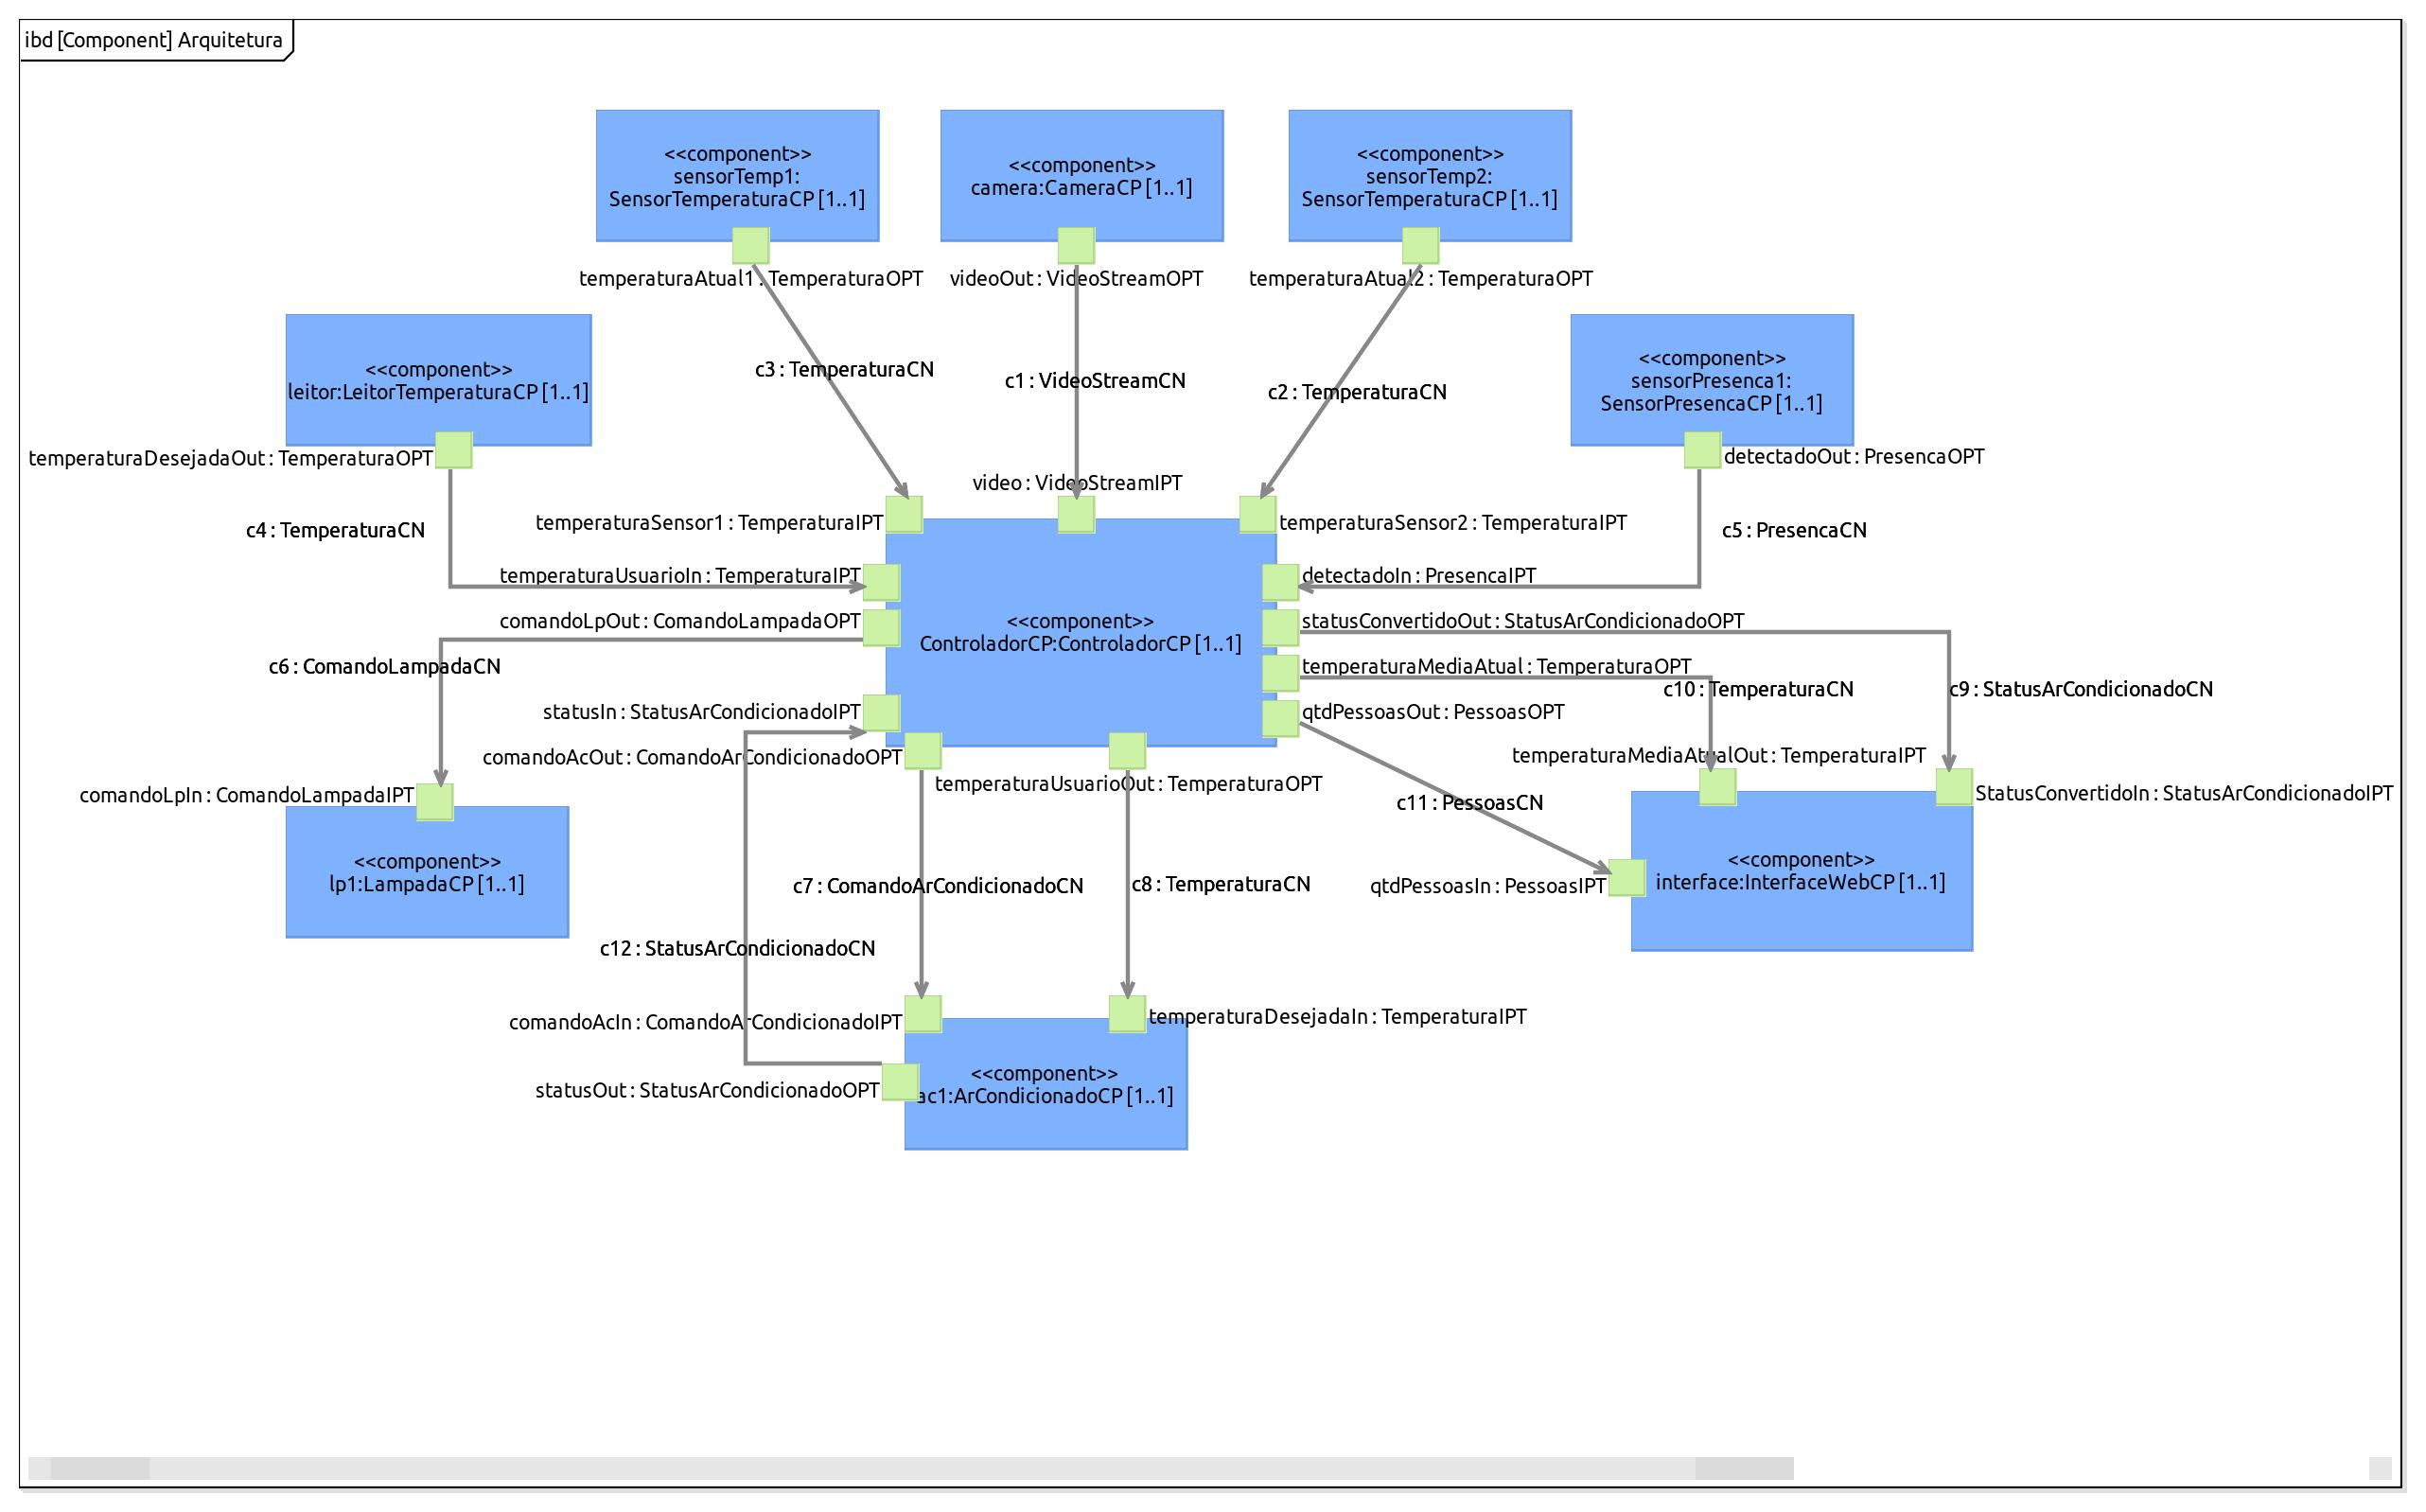 ibd [Component] Arquitetura
<<component>>
sensorTemp1:
SensorTemperaturaCP [1..1]
<<component>>
camera:CameraCP [1..1]
<<component>>
sensorTemp2:
SensorTemperaturaCP [1..1]
temperaturaAtual1 : TemperaturaOPT
videoOut : VideoStreamOPT
temperaturaAtual2 : TemperaturaOPT
<<component>>
leitor:LeitorTemperaturaCP [1..1]
<<component>>
sensorPresenca1:
SensorPresencaCP [1..1]
c3 : TemperaturaCN
c1 : VideoStreamCN
c2 : TemperaturaCN
temperaturaDesejadaOut : TemperaturaOPT
detectadoOut : PresencaOPT
video : VideoStreamIPT
c4 : TemperaturaCN
temperaturaSensor1 : TemperaturaIPT
temperaturaSensor2 : TemperaturaIPT
c5 : PresencaCN
temperaturaUsuarioIn : TemperaturaIPT
detectadoIn : PresencaIPT
comandoLpOut : ComandoLampadaOPT
<<component>>
ControladorCP:ControladorCP [1..1]
statusConvertidoOut : StatusArCondicionadoOPT
c6 : ComandoLampadaCN
temperaturaMediaAtual : TemperaturaOPT
c10 : TemperaturaCN
c9 : StatusArCondicionadoCN
statusIn : StatusArCondicionadoIPT
qtdPessoasOut : PessoasOPT
comandoAcOut : ComandoArCondicionadoOPT
temperaturaMediaAtualOut : TemperaturaIPT
temperaturaUsuarioOut : TemperaturaOPT
comandoLpIn : ComandoLampadaIPT
StatusConvertidoIn : StatusArCondicionadoIPT
c11 : PessoasCN
<<component>>
lp1:LampadaCP [1..1]
<<component>>
interface:InterfaceWebCP [1..1]
c7 : ComandoArCondicionadoCN
c8 : TemperaturaCN
qtdPessoasIn : PessoasIPT
c12 : StatusArCondicionadoCN
comandoAcIn : ComandoArCondicionadoIPT
temperaturaDesejadaIn : TemperaturaIPT
statusOut : StatusArCondicionadoOPT
<<component>>
ac1:ArCondicionadoCP [1..1]